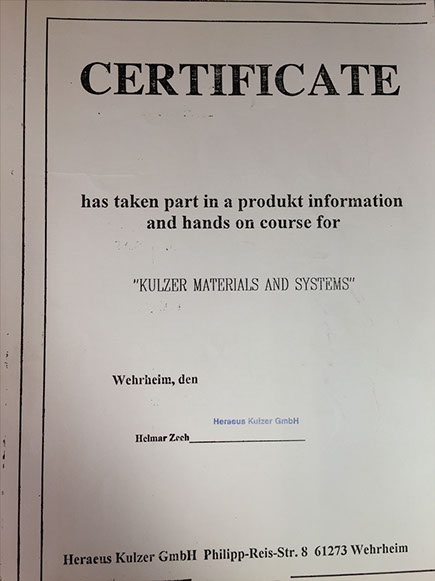 CERTIFICATE
has taken part in a produkt information
and hands on course for
"KULZER MATERIALS AND SYSTEMS"
Wehrheim, den
Heraeus Kulzer GmbH
Helmar Zech
Heraeus Kulzer GmbH Philipp-Reis-Str. 8 61273 Wehrheim